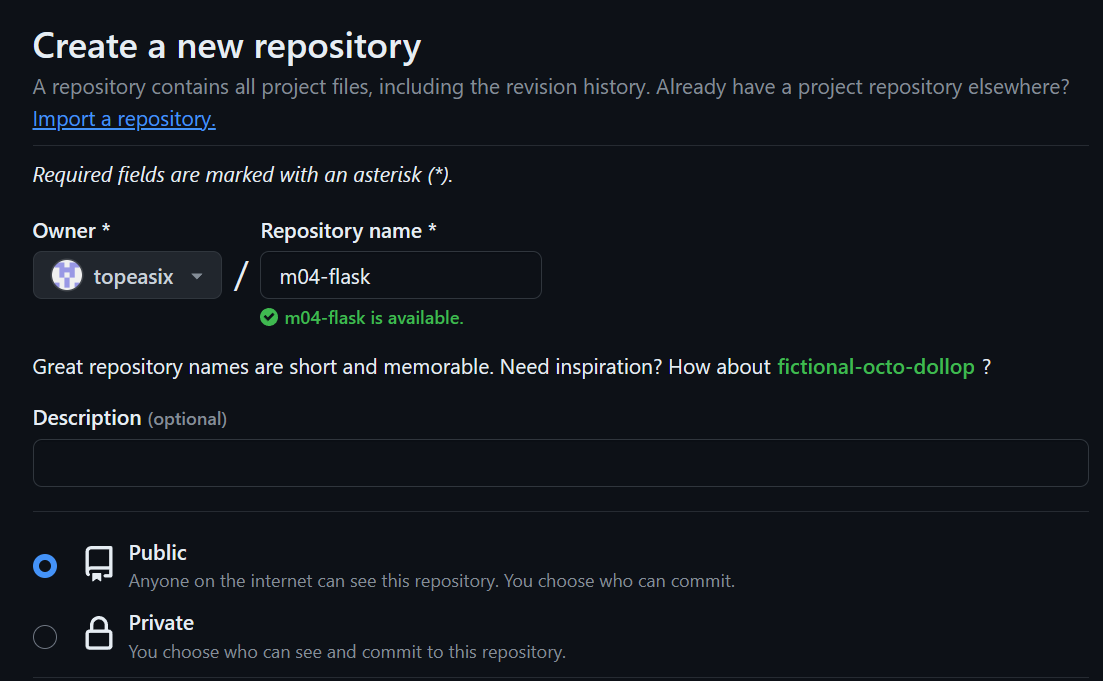 Create a new repository
A repository contains all project files, including the revision history. Already have a project repository elsewhere?
Import a repository.
Required fields are marked with an asterisk (*).
Owner *
Repository name *
topeasix
/
m04-flask
m04-flask is available.
Great repository names are short and memorable. Need inspiration? How about fictional-octo-dollop ?
Description (optional)
Public
Anyone on the internet can see this repository. You choose who can commit.
Private
You choose who can see and commit to this repository.